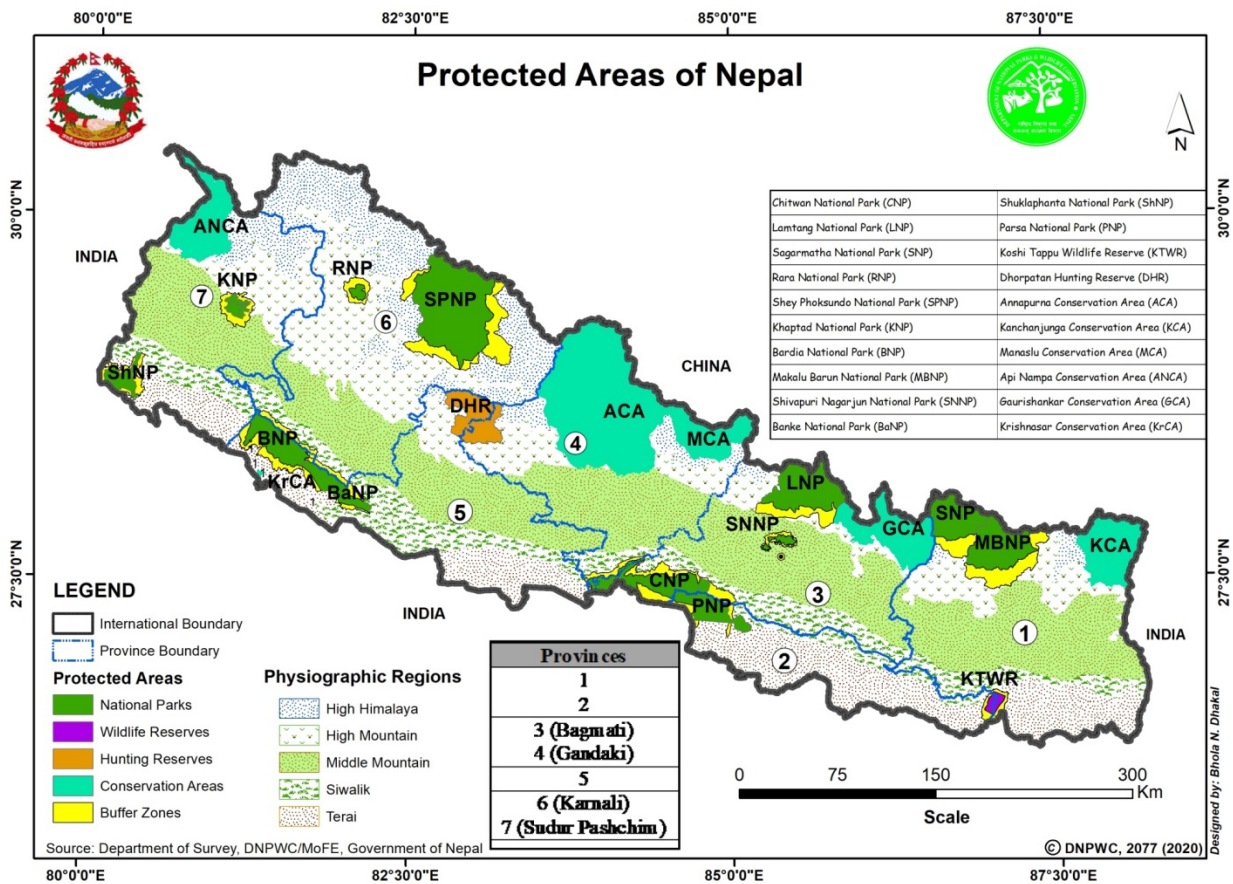 80°0'0"E 82°30'0"E 85°0'0"E 87°30'0"E
Protected Areas of Nepal
N
30°0'0"N
30°0'0"N
27°30'0"N
27°30'0"N
Chitwan National Park (CNP) Shuklaphanta National Park (ShNP)
Lamtang National Park (LNP) Parsa National Park (PNP)
Sagarmatha National Park (SNP) Koshi Tappu Wildlife Reserve (KTWR)
Rara National Park (RNP) Dhorpatan Hunting Reserve (DHR)
Shey Phoksundo National Park (SPNP) Annapurna Conservation Area (ACA)
Khaptad National Park (KNP) Kanchanjunga Conservation Area (KCA)
Bardia National Park (BNP) Manaslu Conservation Area (MCA)
Makalu Barun National Park (MBNP) Api Nampa Conservation Area (ANCA)
Shivapuri Nagarjun National Park (SNNP) Gaurishankar Conservation Area (GCA)
Banke National Park (BaNP) Krishnasar Conservation Area (KrCA)
ANCA
INDIA
KNP
RNP
7
SPNP
6
CHINA
ShNP
DHR
ACA
4
MCA
BNP
KrCA
BaNP
LNP
5
SNNP
GCA
SNP
MBNP
KCA
CNP
3
PNP
INDIA
1
INDIA
2
KTWR
LEGEND
International Boundary
Province Boundary
Protected Areas
National Parks
Wildlife Reserves
Hunting Reserves
Conservation Areas
Buffer Zones
Physiographic Regions
High Himalaya
High Mountain
Middle Mountain
Siwalik
Terai
Provinces
1
2
3 (Bagmati)
4 (Gandaki)
5
6 (Karnali)
7 (Sudur Pashchim)
0 75 150 300
Km
Scale
Designed by: Bhola N. Dhakal
Source: Department of Survey, DNPWC/MoFE, Government of Nepal
© DNPWC, 2077 (2020)
80°0'0"E 82°30'0"E 85°0'0"E 87°30'0"E